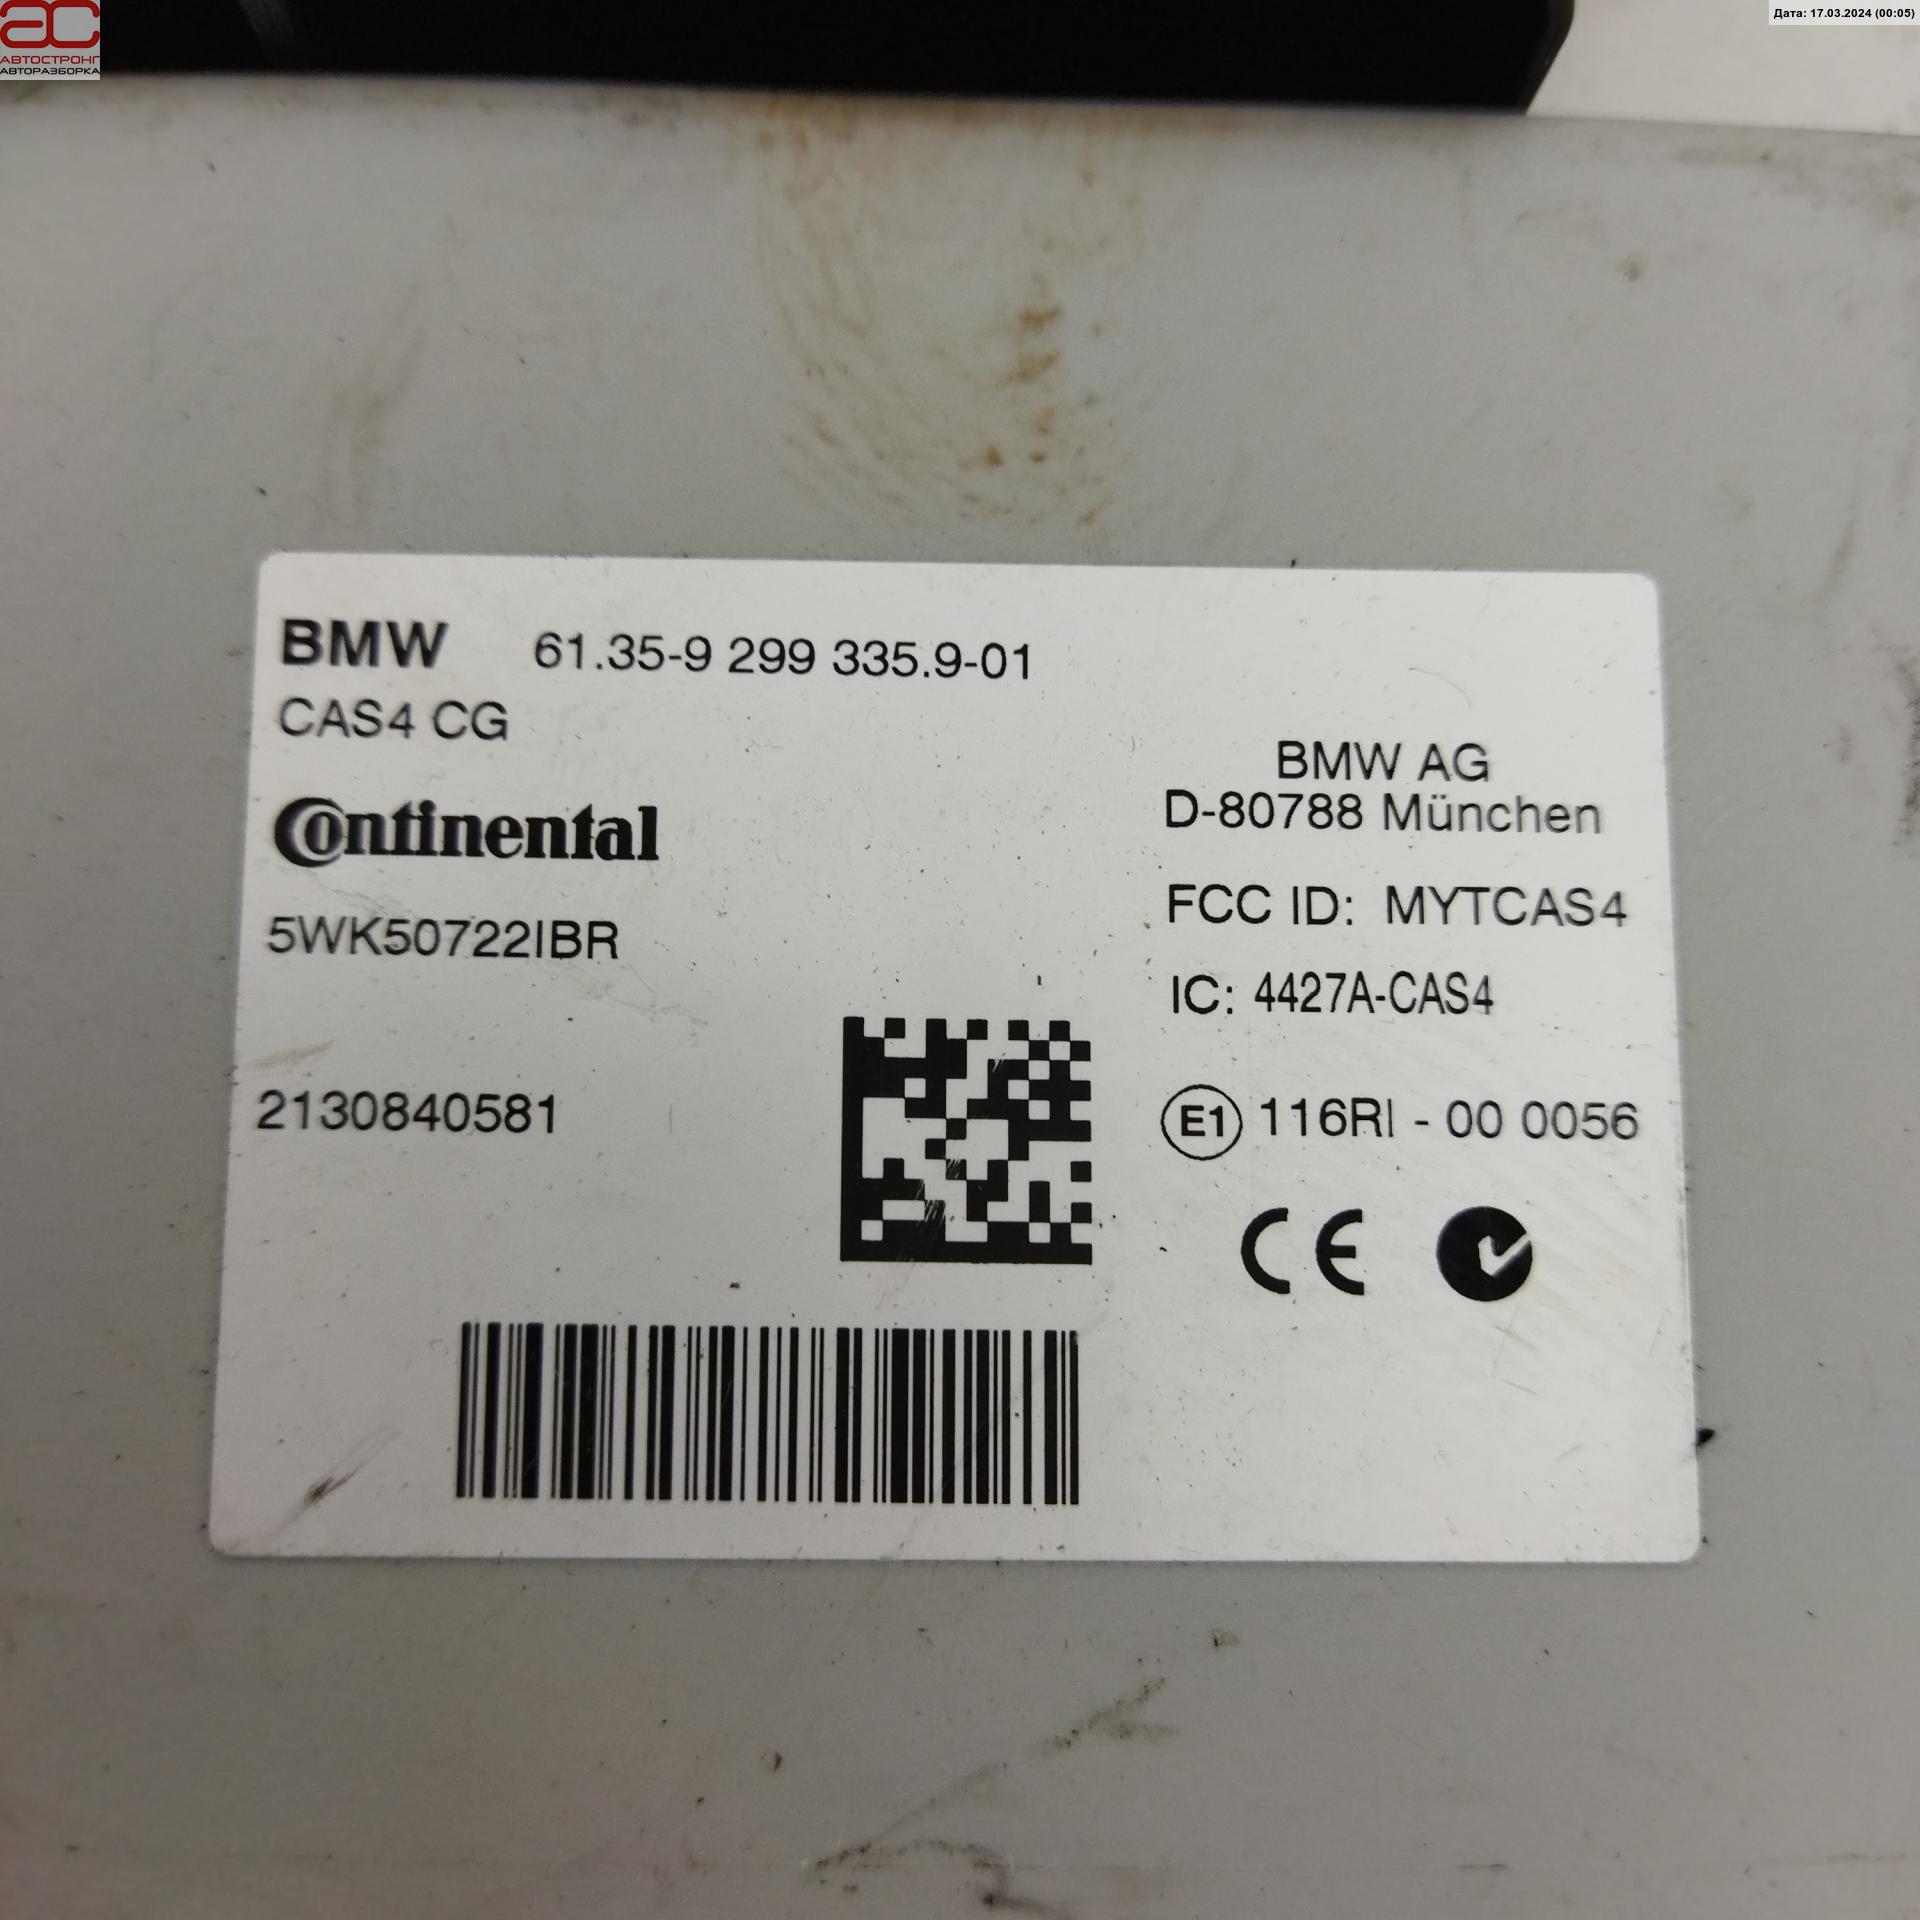 АВТОСТРОНГ
АВТОРАЗБОРКА
Дата: 17.03.2024 (00:05)
BMW 61.35-9 299 335.9-01
CAS4 CG
Continental
5WK50722IBR
2130840581
BMW AG
D-80788 München
FCC ID: MYTCAS4
IC: 4427A-CAS4
E1 116RI - 00 0056
CE